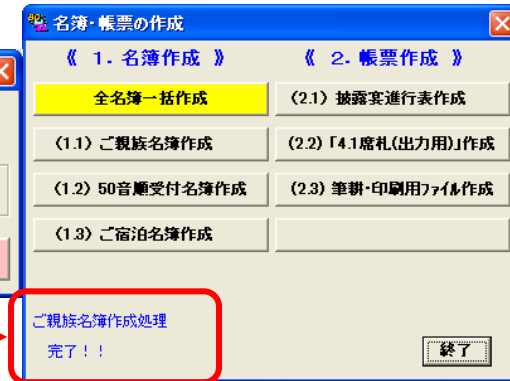 名簿・帳票の作成
《 1. 名簿作成 》
《 2. 帳票作成 》
全名簿一括作成
(2.1) 披露宴進行表作成
(1.1) ご親族名簿作成
(2.2)「4.1席札(出力用)」作成
(1.2) 50音順受付名簿作成
(2.3) 筆耕・印刷用ファイル作成
(1.3) ご宿泊名簿作成
ご親族名簿作成処理
完了!!
終了